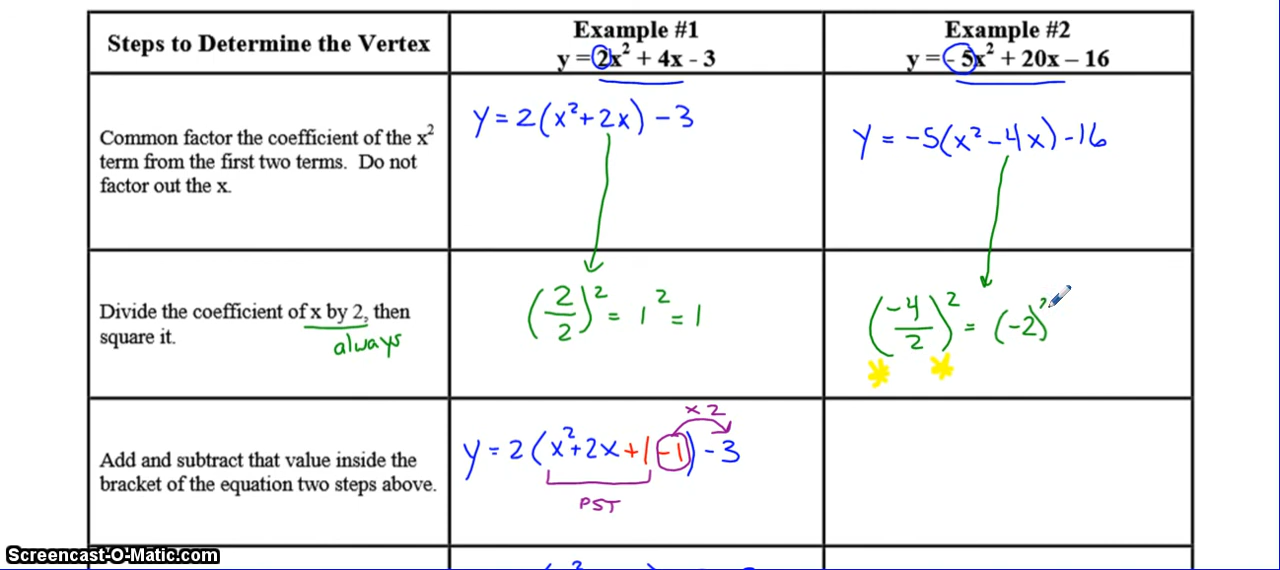 Steps to Determine the Vertex
Example #1
y = 2x² + 4x - 3
Example #2
y = - 5x² + 20x – 16
Common factor the coefficient of the x²
term from the first two terms. Do not
factor out the x.
y = 2(x²+2x) - 3
y = -5(x² - 4x) - 16
Divide the coefficient of x by 2, then
square it.
always
(2/2)² = 1² = 1
(-4/2)² = (-2)²
Add and subtract that value inside the
bracket of the equation two steps above.
x 2
y = 2(x²+2x+1-1) - 3
PST
Screencast-O-Matic.com